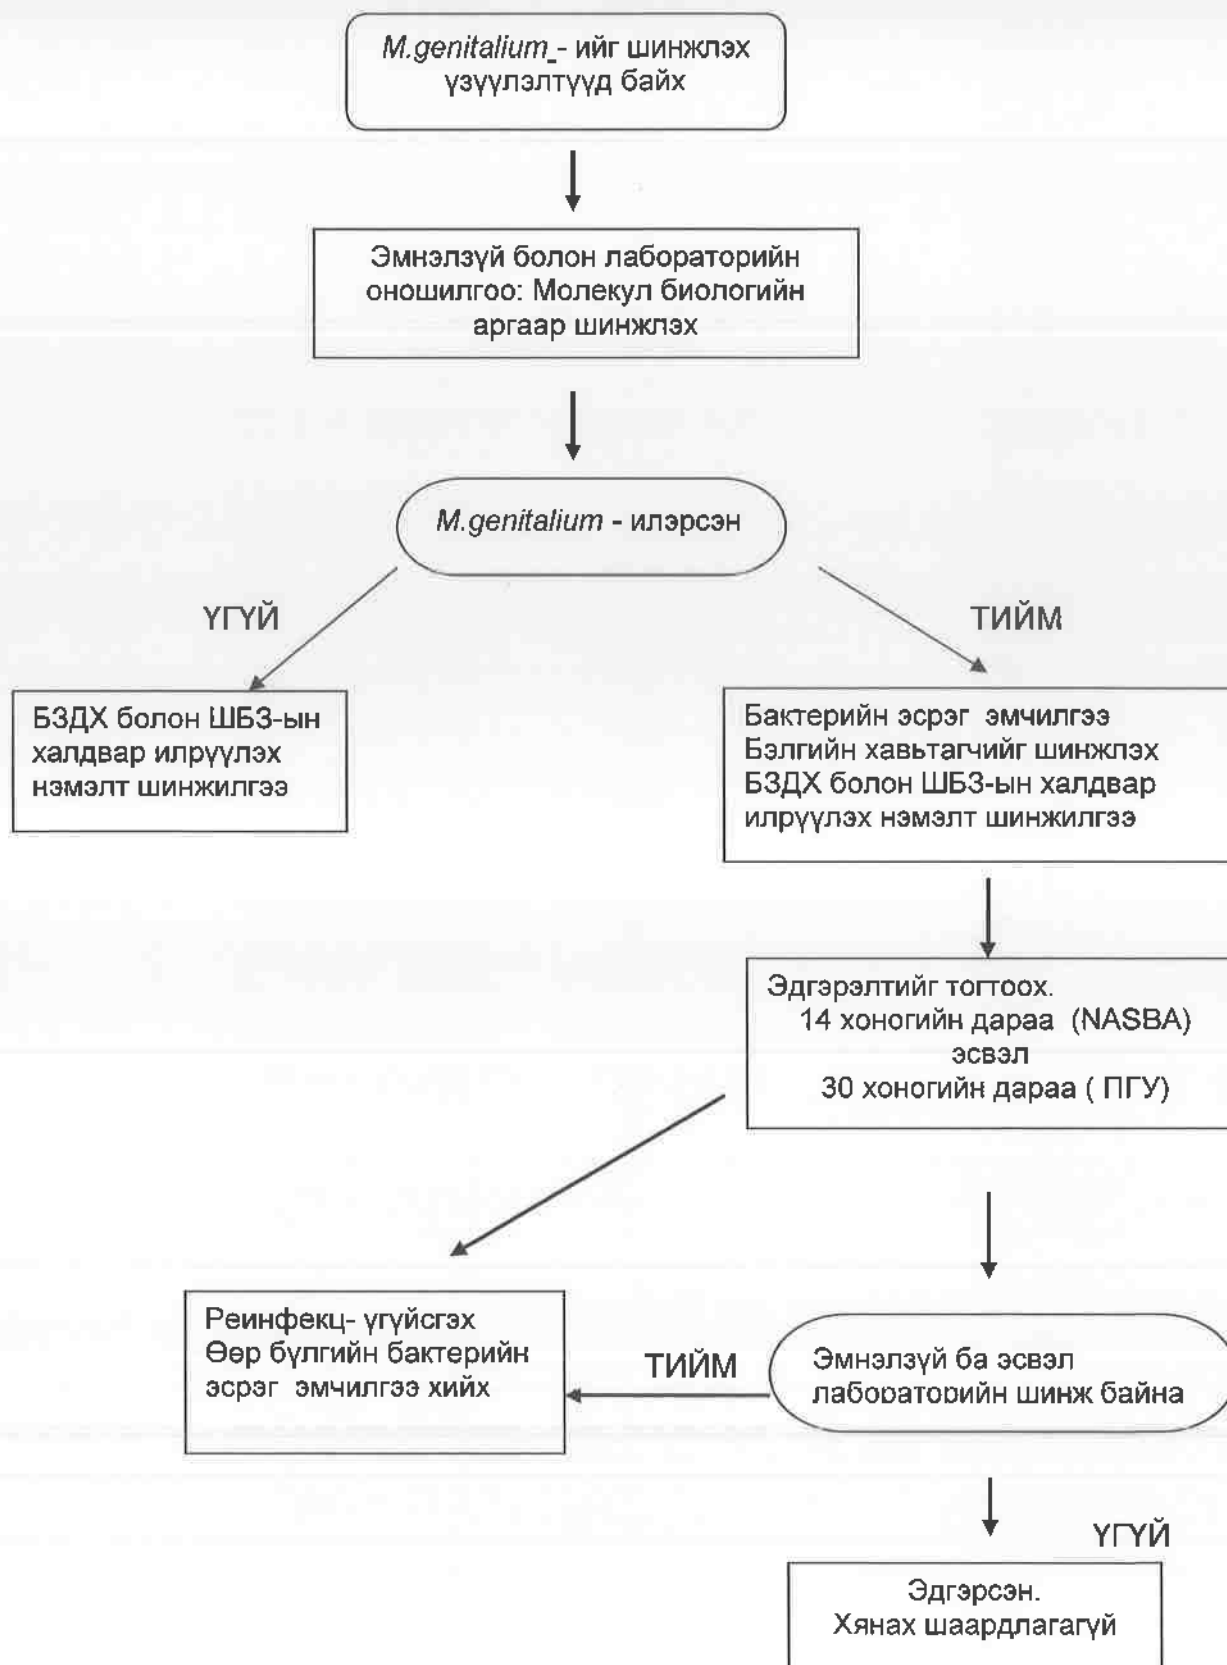 M.genitalium - ийг шинжлэх
үзүүлэлтүүд байх
Эмнэлзүй болон лабораторийн
оношилгоо: Молекул биологийн
аргаар шинжлэх
M.genitalium - илэрсэн
ҮГҮЙ
ТИЙМ
БЗДХ болон ШБЗ-ын
халдвар илрүүлэх
нэмэлт шинжилгээ
Бактерийн эсрэг эмчилгээ
Бэлгийн хавьтагчийг шинжлэх
БЗДХ болон ШБЗ-ын халдвар
илрүүлэх нэмэлт шинжилгээ
Эдгэрэлтийг тогтоох.
14 хоногийн дараа (NASBA)
эсвэл
30 хоногийн дараа ( ПГУ)
Реинфекц- үгүйсгэх
Өөр бүлгийн бактерийн
эсрэг эмчилгээ хийх
ТИЙМ
Эмнэлзүй ба эсвэл
лабораторийн шинж байна
ҮГҮЙ
Эдгэрсэн.
Хянах шаардлагагүй